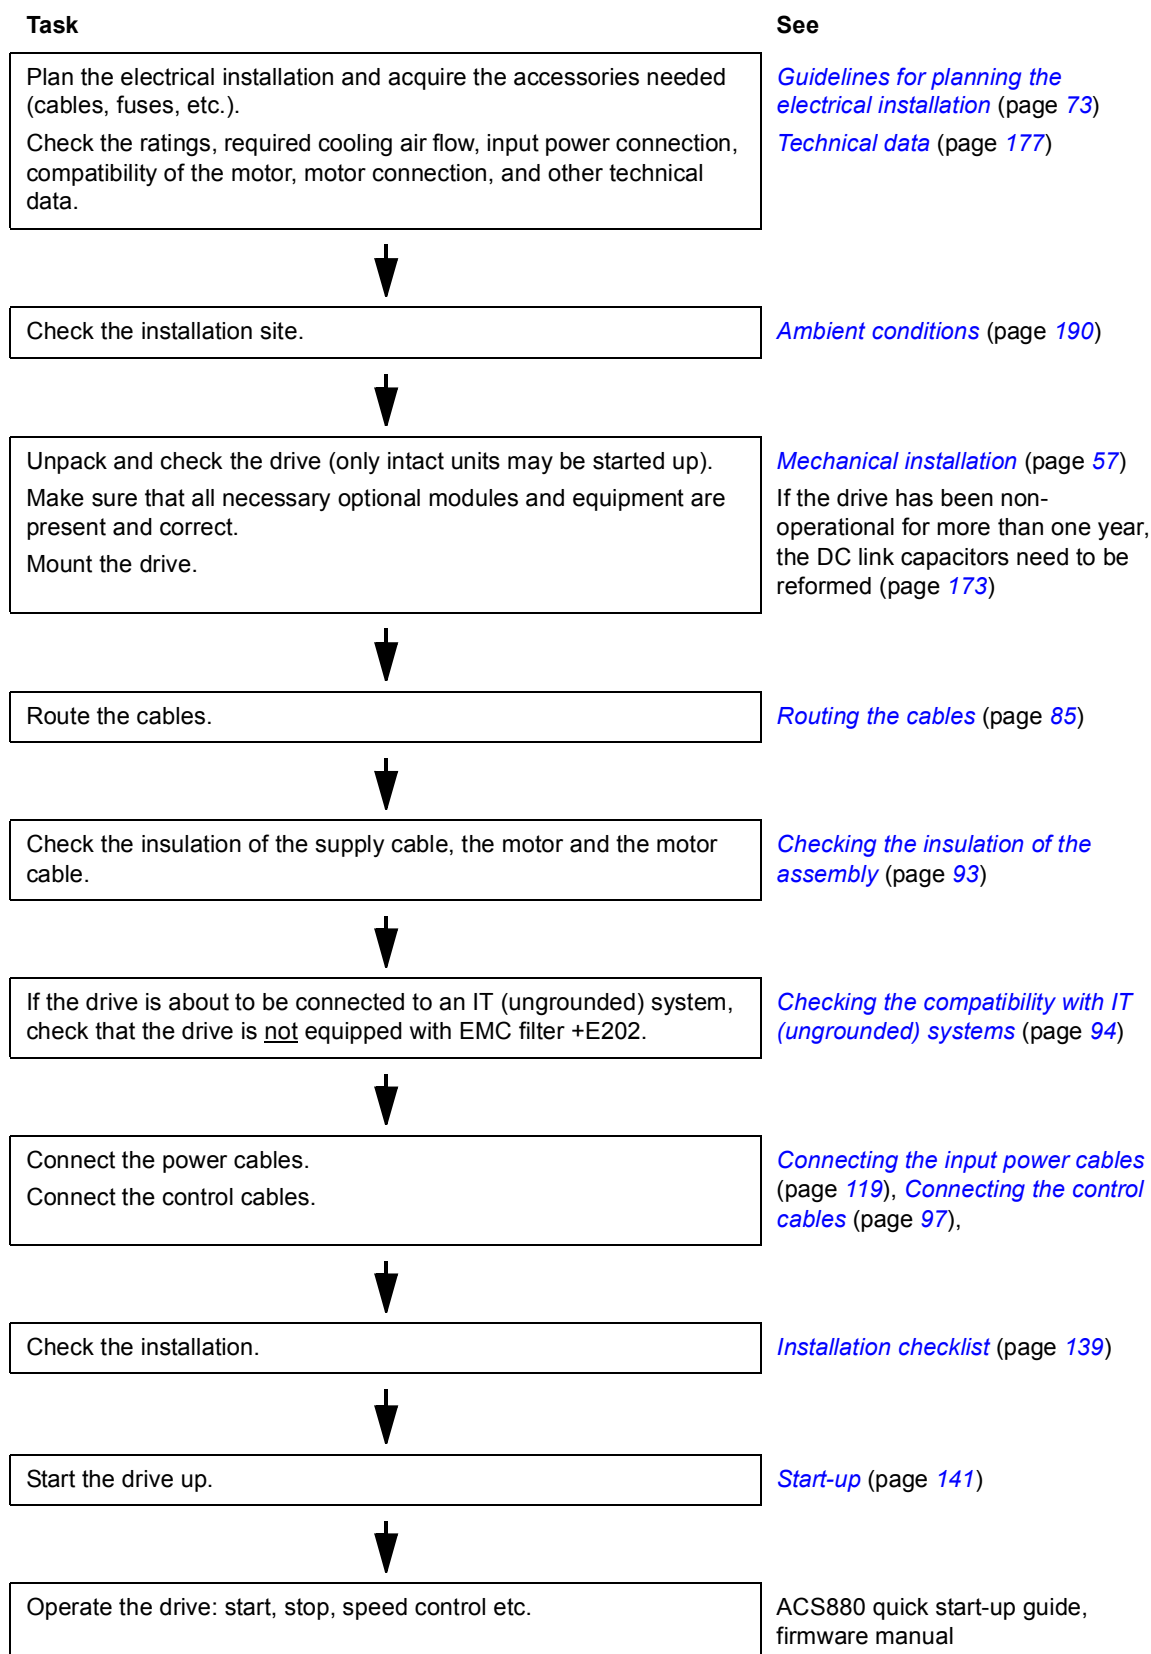 Task
See
Plan the electrical installation and acquire the accessories needed
(cables, fuses, etc.).
Check the ratings, required cooling air flow, input power connection,
compatibility of the motor, motor connection, and other technical
data.
Guidelines for planning the
electrical installation (page 73)
Technical data (page 177)
Check the installation site.
Ambient conditions (page 190)
Unpack and check the drive (only intact units may be started up).
Make sure that all necessary optional modules and equipment are
present and correct.
Mount the drive.
Mechanical installation (page 57)
If the drive has been non-
operational for more than one year,
the DC link capacitors need to be
reformed (page 173)
Route the cables.
Routing the cables (page 85)
Check the insulation of the supply cable, the motor and the motor
cable.
Checking the insulation of the
assembly (page 93)
If the drive is about to be connected to an IT (ungrounded) system,
check that the drive is not equipped with EMC filter +E202.
Checking the compatibility with IT
(ungrounded) systems (page 94)
Connect the power cables.
Connect the control cables.
Connecting the input power cables
(page 119), Connecting the control
cables (page 97),
Check the installation.
Installation checklist (page 139)
Start the drive up.
Start-up (page 141)
Operate the drive: start, stop, speed control etc.
ACS880 quick start-up guide,
firmware manual